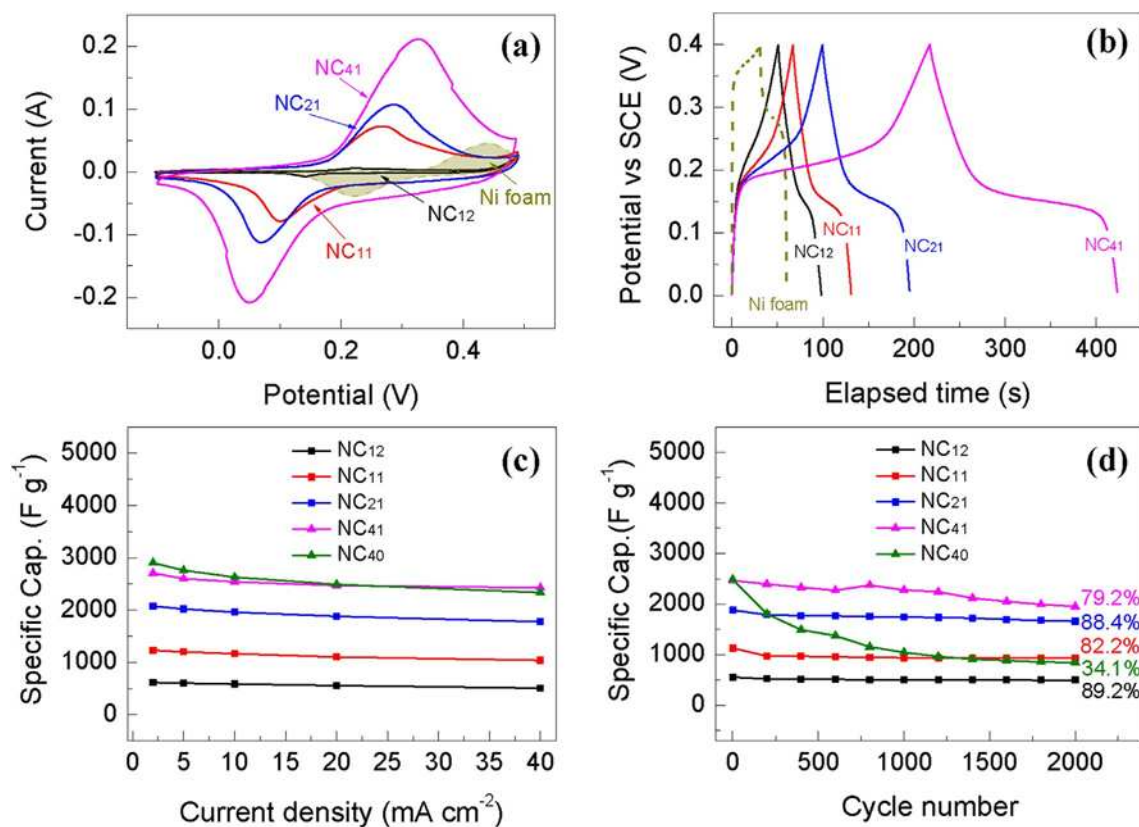 (a)
0.2
0.1
0.0
-0.1
-0.2
Current (A)
NC41
NC21
Ni foam
NC12
NC11
0.0
0.2
0.4
Potential (V)
(b)
0.4
0.3
0.2
0.1
0.0
Potential vs SCE (V)
NC12
NC11
NC21
NC41
Ni foam
0
100
200
300
400
Elapsed time (s)
(c)
5000
4000
3000
2000
1000
0
Specific Cap. (F g-1)
NC12
NC11
NC21
NC41
NC40
0
5
10
15
20
25
30
35
40
Current density (mA cm-2)
(d)
5000
4000
3000
2000
1000
0
Specific Cap.(F g-1)
NC12
NC11
NC21
NC41
NC40
79.2%
88.4%
82.2%
34.1%
89.2%
0
400
800
1200
1600
2000
Cycle number